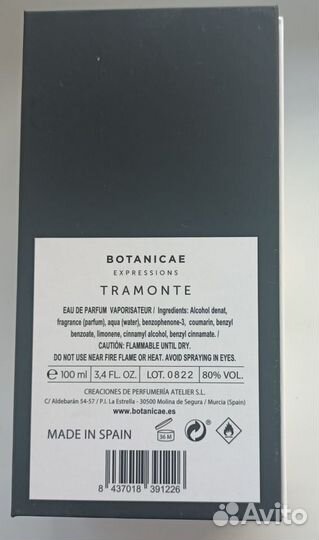 BOTANICAE
EXPRESSIONS
TRAMONTE
EAU DE PARFUM VAPORISATEUR / Ingredients: Alcohol denat,
fragrance (parfum), aqua (water), benzophenone-3, coumarin, benzyl
benzoate, limonene, cinnamyl alcohol, benzyl cinnamate. /
CAUTION: FLAMMABLE UNTIL DRY.
DO NOT USE NEAR FIRE FLAME OR HEAT. AVOID SPRAYING IN EYES.
℮ 100 ml 3,4 FL. OZ. LOT. 0822 80% VOL.
CREACIONES DE PERFUMERÍA ATELIER S.L.
C/ Aldebarán 54-57 / P.I. La Estrella - 30500 Molina de Segura / Murcia (Spain)
www.botanicae.es
MADE IN SPAIN 36 M
8 437018 391226
Avito